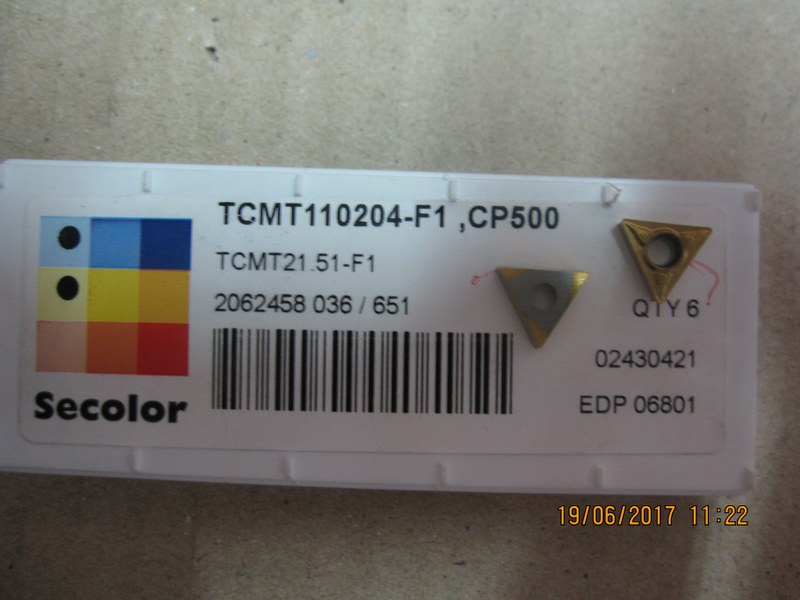 TCMT110204-F1 ,CP500
TCMT21.51-F1
2062458 036 / 651
QTY 6
02430421
EDP 06801
Secolor
19/06/2017 11:22